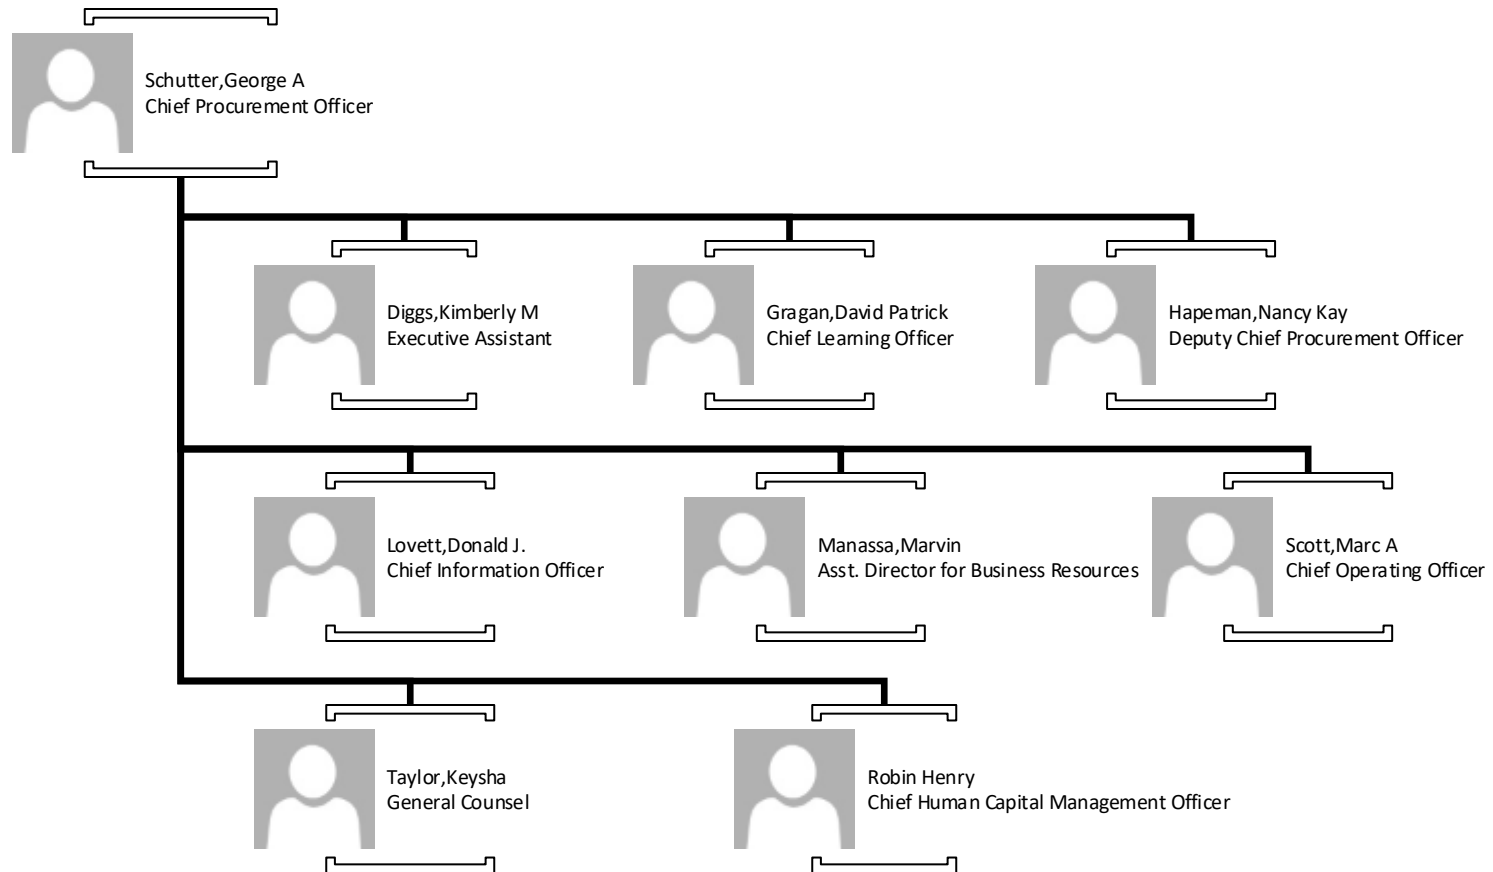 Schutter,George A
Chief Procurement Officer
Diggs,Kimberly M
Executive Assistant
Gragan,David Patrick
Chief Learning Officer
Hapeman,Nancy Kay
Deputy Chief Procurement Officer
Lovett,Donald J.
Chief Information Officer
Manassa,Marvin
Asst. Director for Business Resources
Scott,Marc A
Chief Operating Officer
Taylor,Keysha
General Counsel
Robin Henry
Chief Human Capital Management Officer